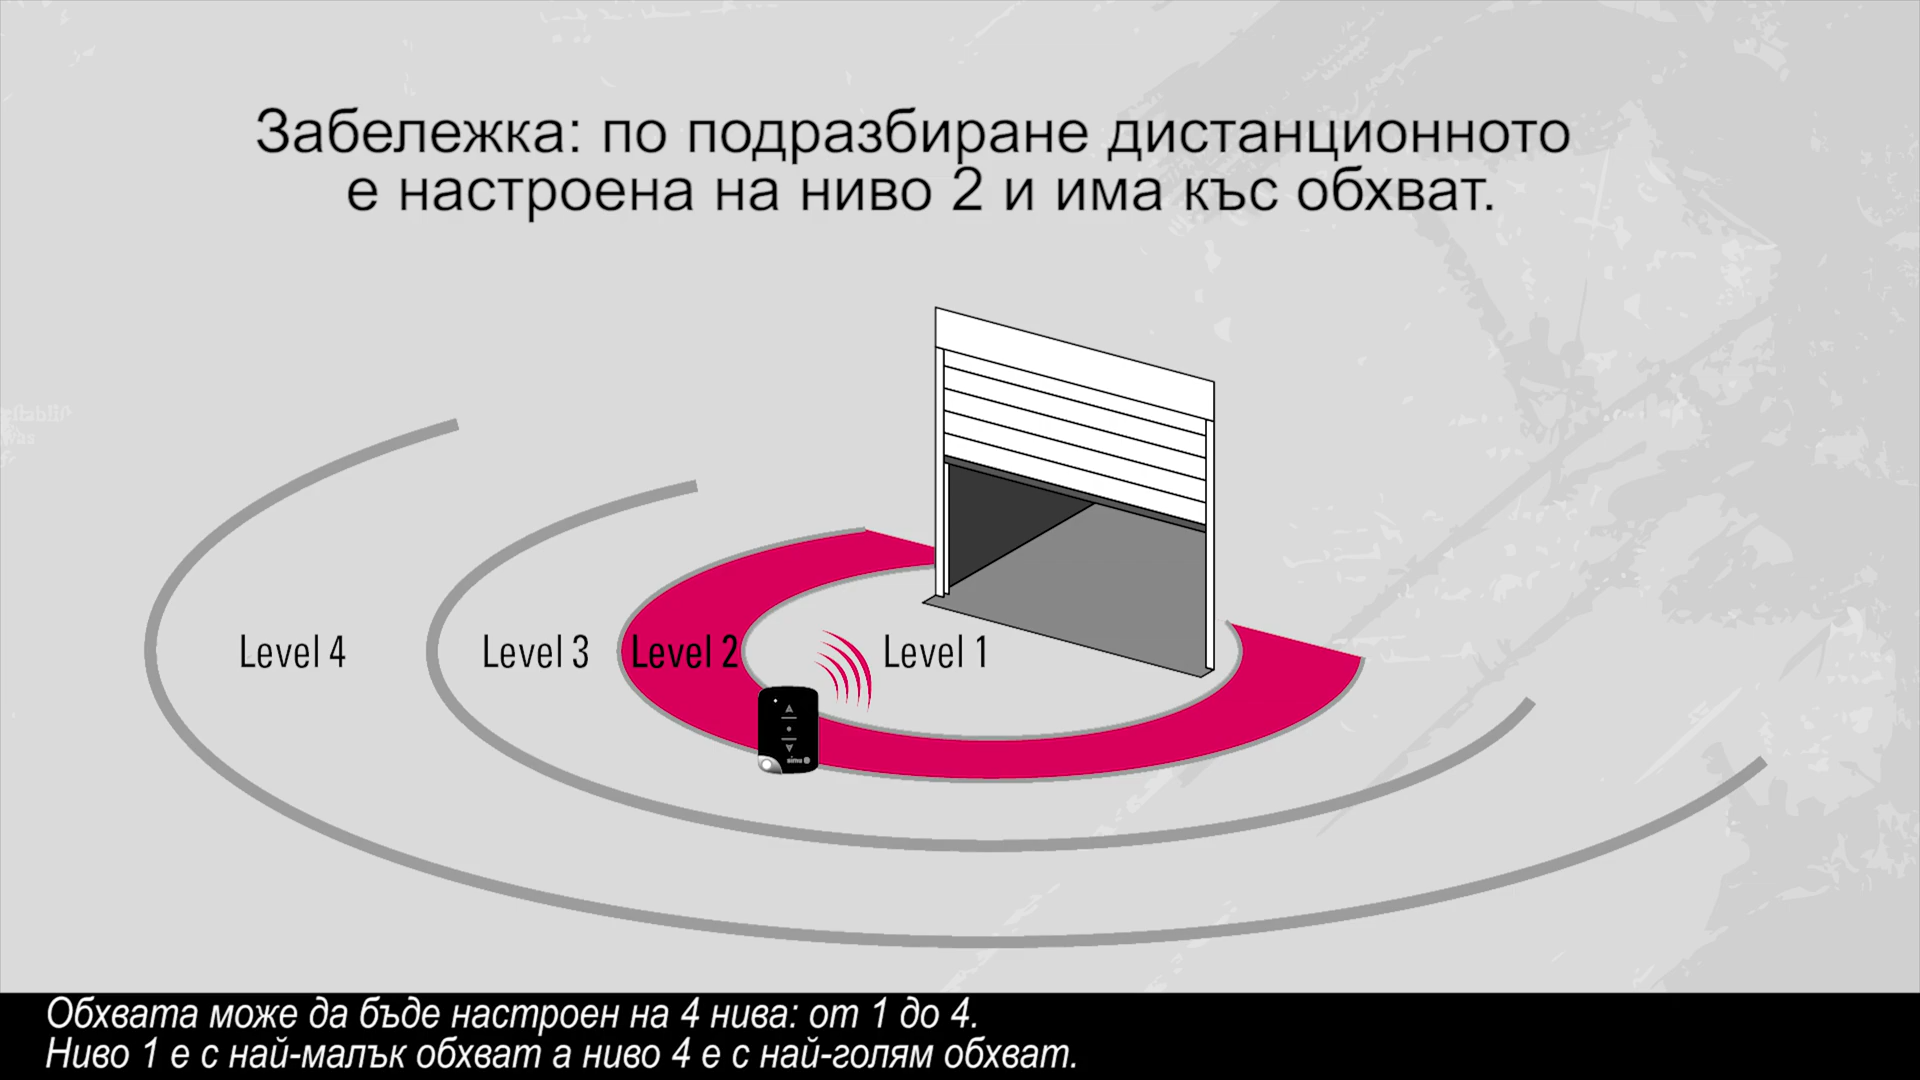 Забележка: по подразбиране дистанционното
е настроена на ниво 2 и има къс обхват.
Level 4
Level 3
Level 2
Level 1
simu
Обхвата може да бъде настроен на 4 нива: от 1 до 4.
Ниво 1 е с най-малък обхват а ниво 4 е с най-голям обхват.